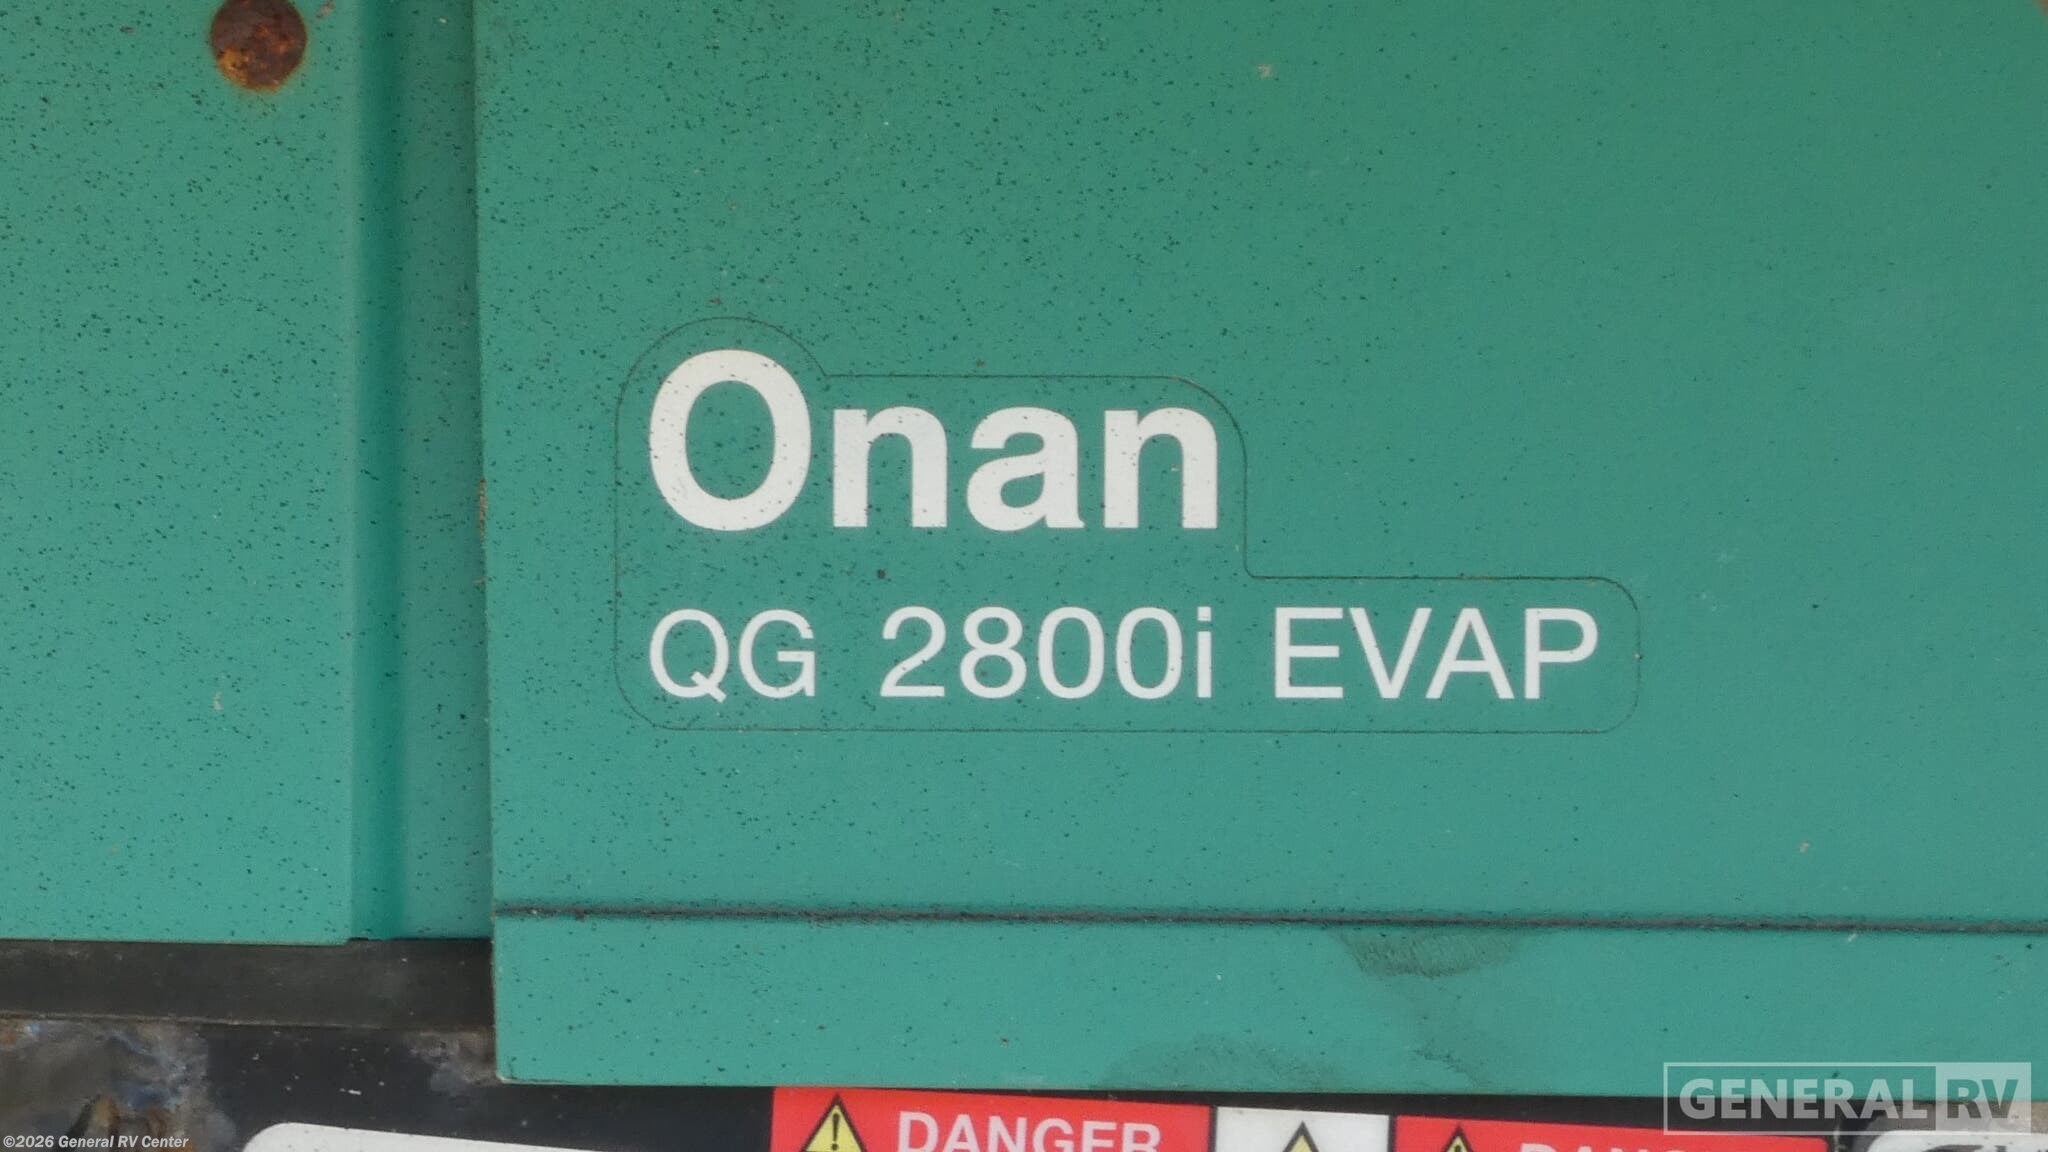 Onan
QG 2800i EVAP
DANGER
GENERAL RV
©2026 General RV Center